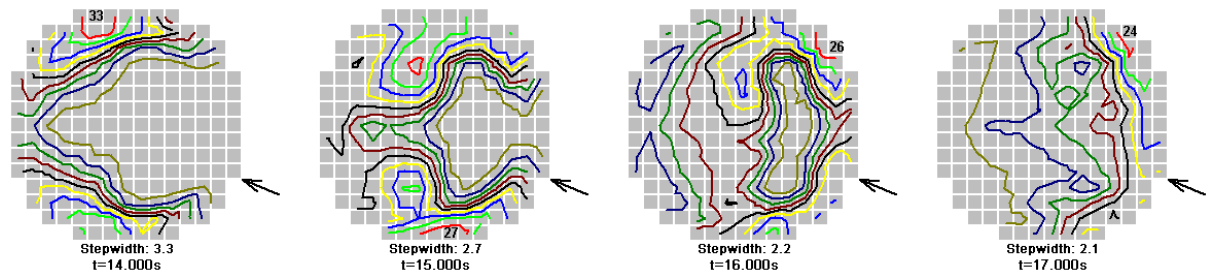 33
26
24
27
Stepwidth: 3.3
Stepwidth: 2.7
Stepwidth: 2.2
Stepwidth: 2.1
t=14.000s
t=15.000s
t=16.000s
t=17.000s